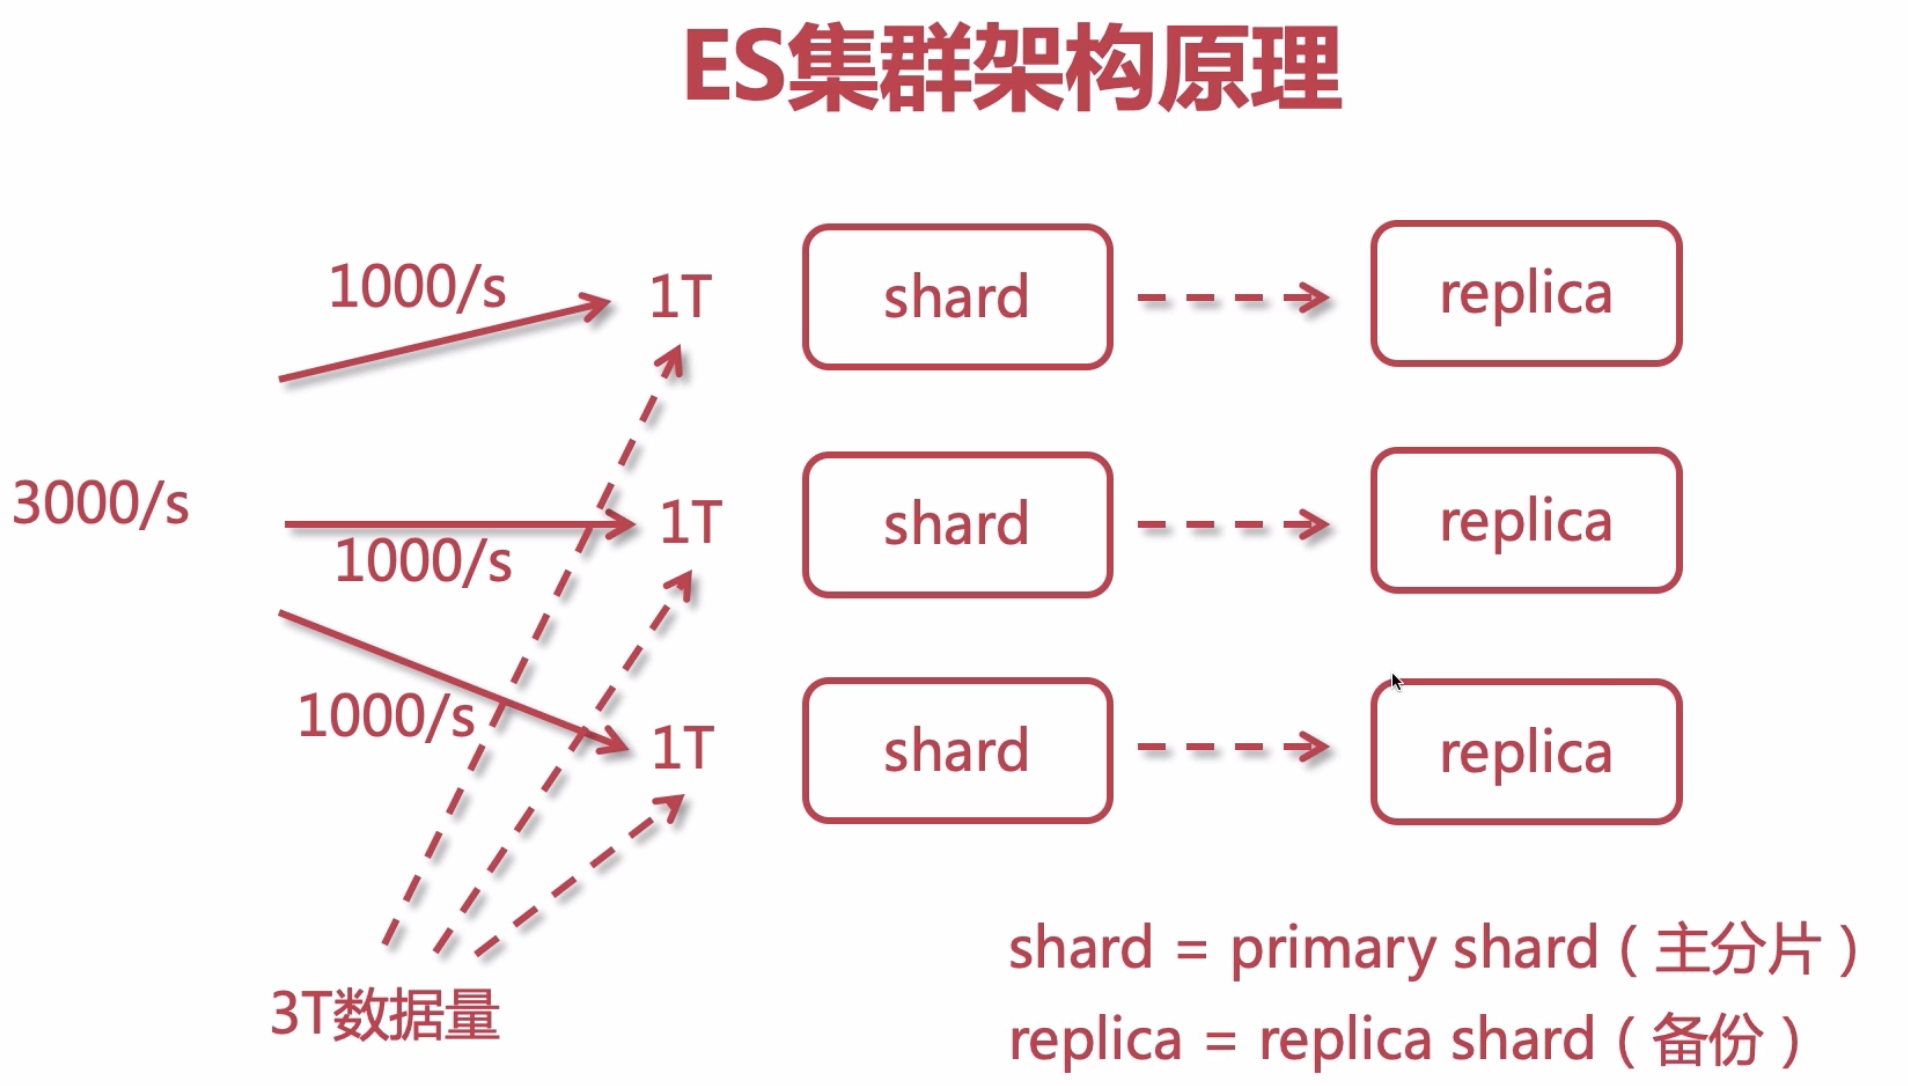 ES集群架构原理
1000/s
1T
shard
replica
3000/s
1000/s
1T
shard
replica
1000/s
1T
shard
replica
3T数据量
shard = primary shard（主分片）
replica = replica shard（备份）